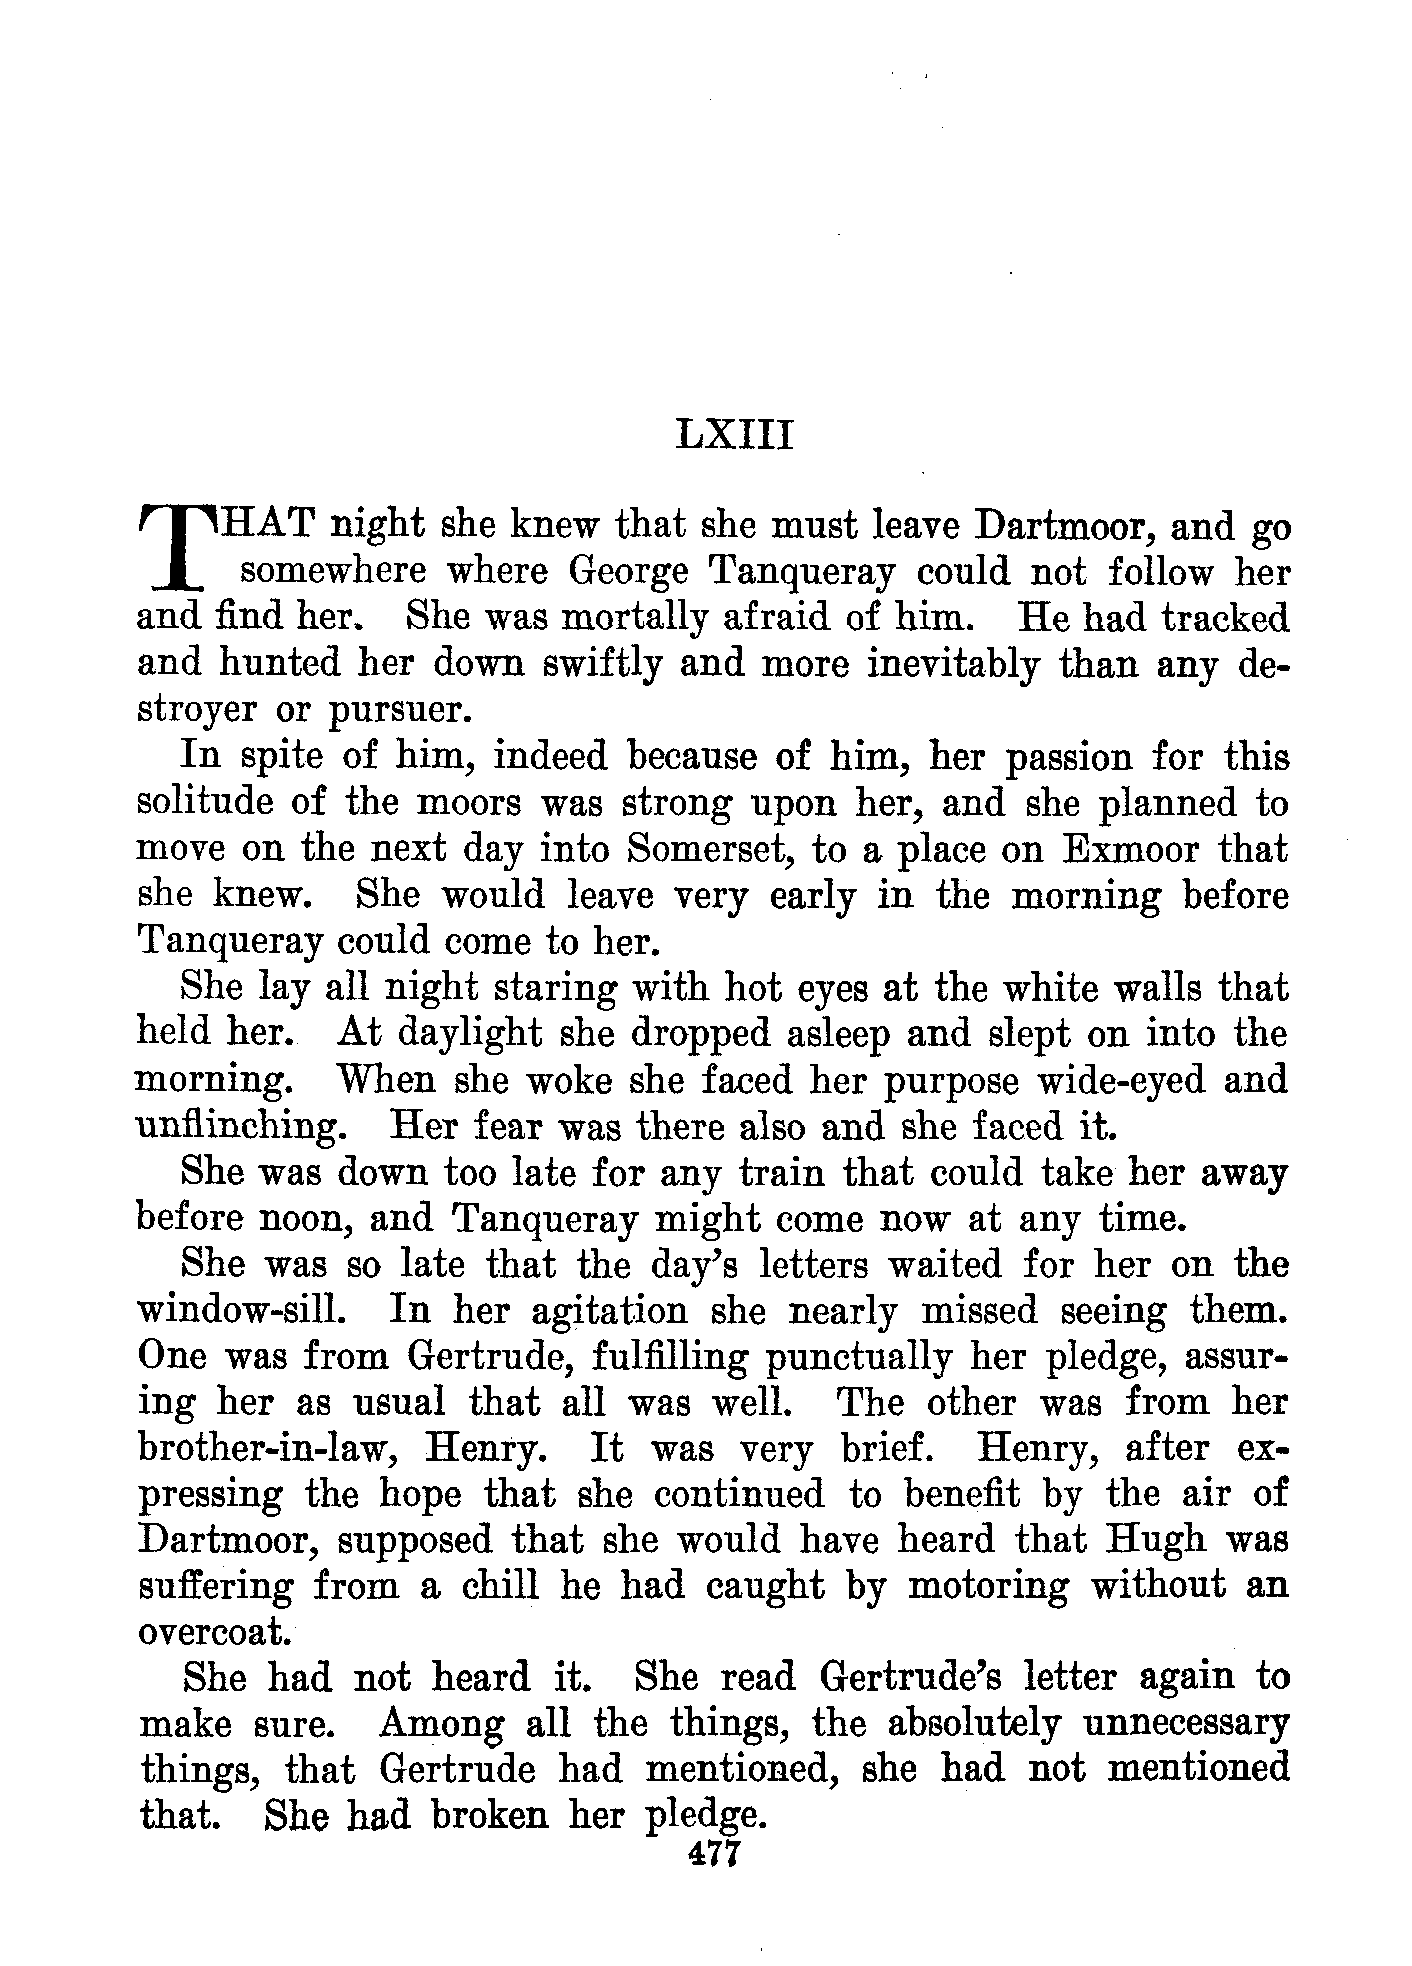 LXIII
THAT night she knew that she must leave Dartmoor, and go
somewhere where George Tanqueray could not follow her
and find her. She was mortally afraid of him. He had tracked
and hunted her down swiftly and more inevitably than any de-
stroyer or pursuer.
In spite of him, indeed because of him, her passion for this
solitude of the moors was strong upon her, and she planned to
move on the next day into Somerset, to a place on Exmoor that
she knew. She would leave very early in the morning before
Tanqueray could come to her.
She lay all night staring with hot eyes at the white walls that
held her. At daylight she dropped asleep and slept on into the
morning. When she woke she faced her purpose wide-eyed and
unflinching. Her fear was there also and she faced it.
She was down too late for any train that could take her away
before noon, and Tanqueray might come now at any time.
She was so late that the day's letters waited for her on the
window-sill. In her agitation she nearly missed seeing them.
One was from Gertrude, fulfilling punctually her pledge, assur-
ing her as usual that all was well. The other was from her
brother-in-law, Henry. It was very brief. Henry, after ex-
pressing the hope that she continued to benefit by the air of
Dartmoor, supposed that she would have heard that Hugh was
suffering from a chill he had caught by motoring without an
overcoat.
She had not heard it. She read Gertrude's letter again to
make sure. Among all the things, the absolutely unnecessary
things, that Gertrude had mentioned, she had not mentioned
that. She had broken her pledge.
477